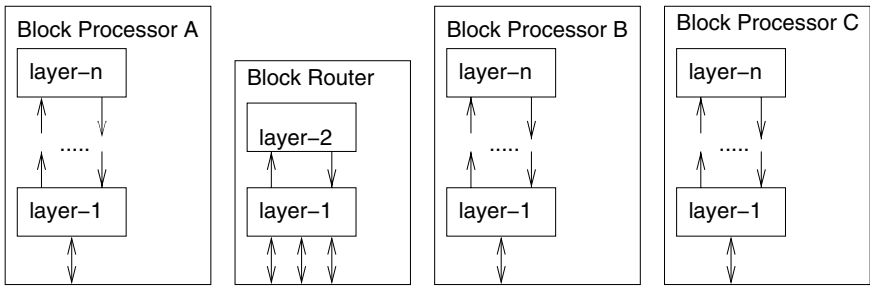 Block Processor A
layer−n
.....
layer−1
Block Router
layer−2
layer−1
Block Processor B
layer−n
.....
layer−1
Block Processor C
layer−n
.....
layer−1